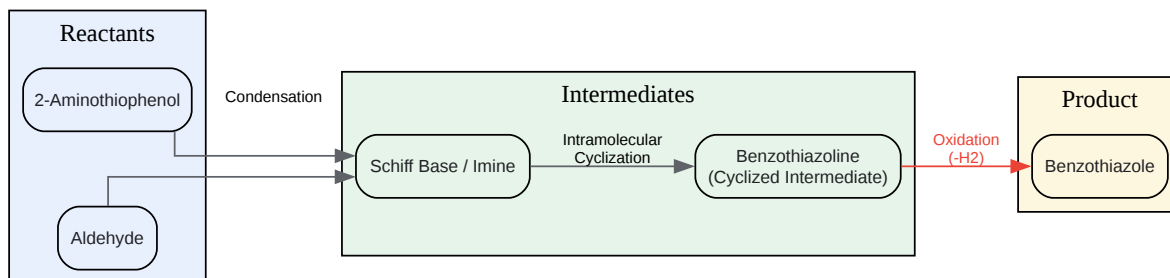 Reactants
2-Aminothiophenol
Aldehyde
Condensation
Intermediates
Schiff Base / Imine
Intramolecular
Cyclization
Benzothiazoline
(Cyclized Intermediate)
Oxidation
(-H2)
Product
Benzothiazole